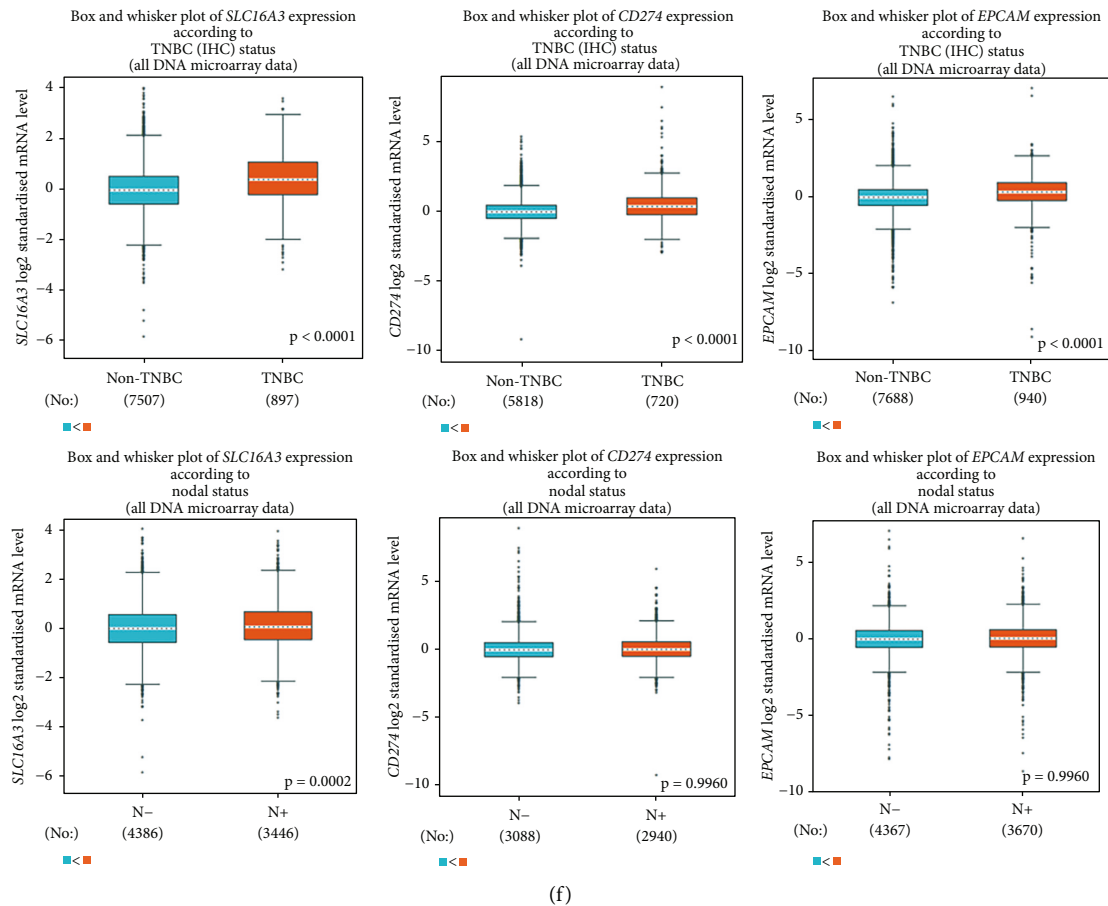 Box and whisker plot of SLC16A3 expression
according to
TNBC (IHC) status
(all DNA microarray data)
SLC16A3 log2 standardised mRNA level
4
2
0
−2
−4
−6
p < 0.0001
Non-TNBC
TNBC
(No:)
(7507)
(897)
<
Box and whisker plot of CD274 expression
according to
TNBC (IHC) status
(all DNA microarray data)
CD274 log2 standardised mRNA level
5
0
−5
−10
p < 0.0001
Non-TNBC
TNBC
(No:)
(5818)
(720)
<
Box and whisker plot of EPCAM expression
according to
TNBC (IHC) status
(all DNA microarray data)
EPCAM log2 standardised mRNA level
5
0
−5
−10
p < 0.0001
Non-TNBC
TNBC
(No:)
(7688)
(940)
<
Box and whisker plot of SLC16A3 expression
according to
nodal status
(all DNA microarray data)
SLC16A3 log2 standardised mRNA level
4
2
0
−2
−4
−6
p = 0.0002
N−
N+
(No:)
(4386)
(3446)
<
Box and whisker plot of CD274 expression
according to
nodal status
(all DNA microarray data)
CD274 log2 standardised mRNA level
5
0
−5
−10
p = 0.9960
N−
N+
(No:)
(3088)
(2940)
<
Box and whisker plot of EPCAM expression
according to
nodal status
(all DNA microarray data)
EPCAM log2 standardised mRNA level
5
0
−5
−10
p = 0.9960
N−
N+
(No:)
(4367)
(3670)
<
(f)